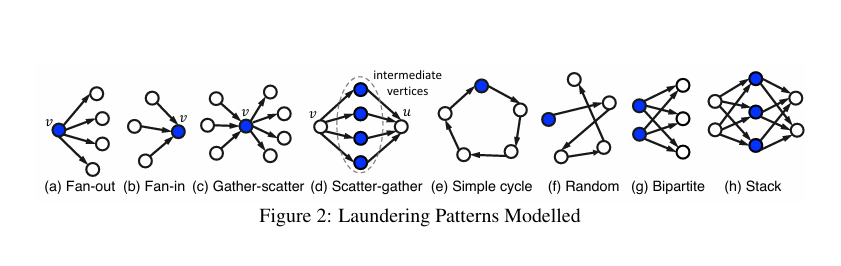 intermediate
vertices
v
v
v
v
u
(a) Fan-out (b) Fan-in (c) Gather-scatter (d) Scatter-gather (e) Simple cycle (f) Random (g) Bipartite (h) Stack
Figure 2: Laundering Patterns Modelled